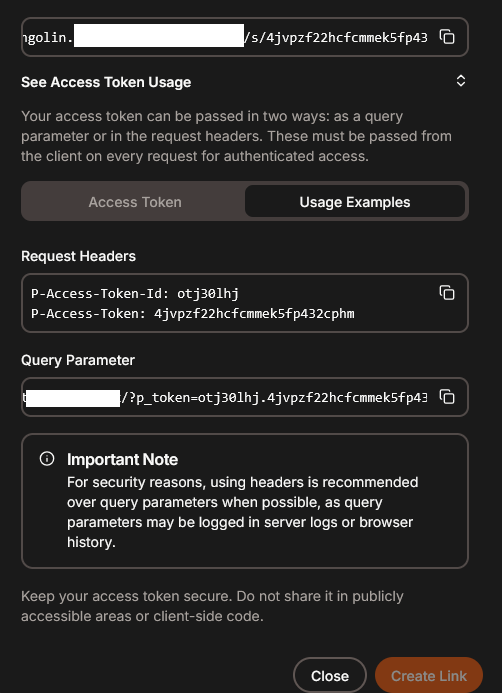 ngolin. /s/4jvpzf22hcfcmmek5fp43
See Access Token Usage
Your access token can be passed in two ways: as a query
parameter or in the request headers. These must be passed from
the client on every request for authenticated access.
Access Token Usage Examples
Request Headers
P-Access-Token-Id: otj30lhj
P-Access-Token: 4jvpzf22hcfcmmek5fp432cphm
Query Parameter
/?p_token=otj30lhj.4jvpzf22hcfcmmek5fp43
Important Note
For security reasons, using headers is recommended
over query parameters when possible, as query
parameters may be logged in server logs or browser
history.
Keep your access token secure. Do not share it in publicly
accessible areas or client-side code.
Close Create Link